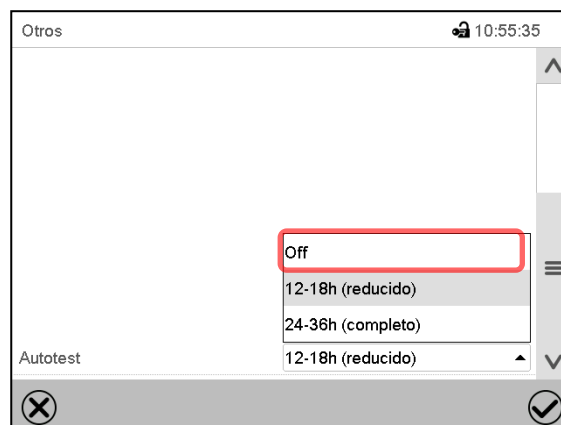 Otros 10:55:35
Off
12-18h (reducido)
24-36h (completo)
Autotest 12-18h (reducido)